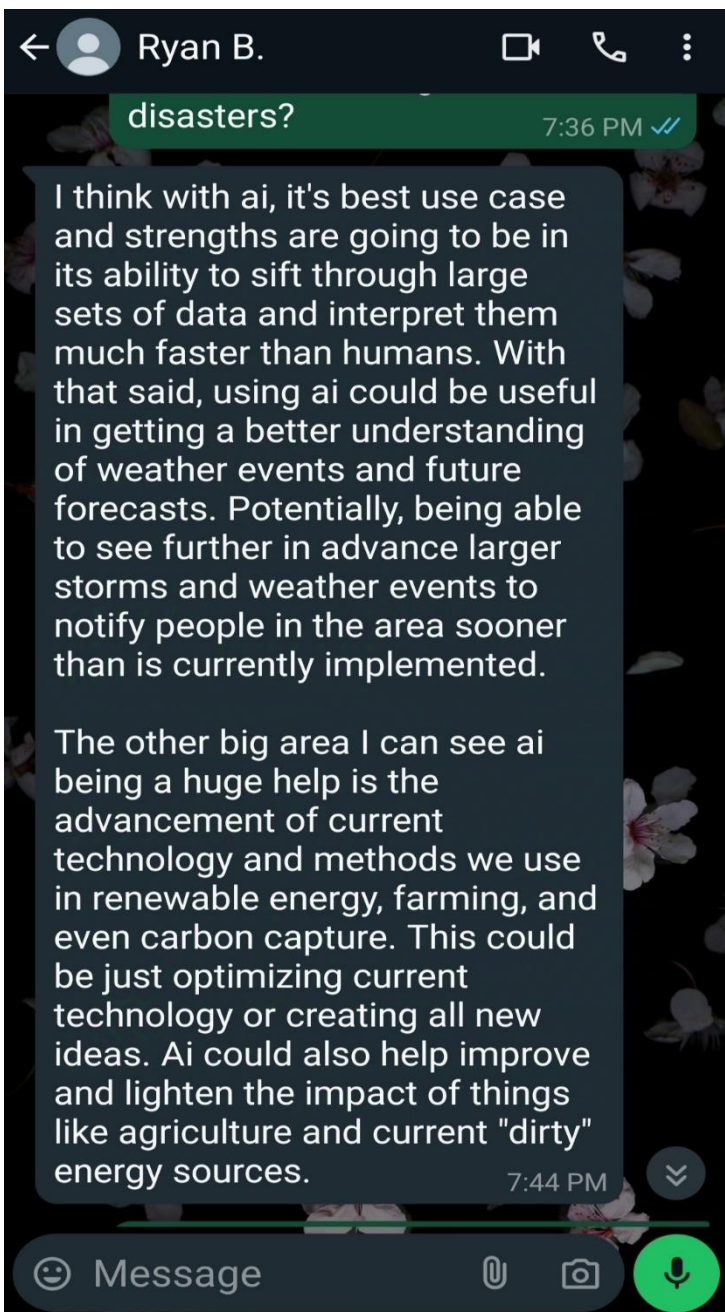 Ryan B.
disasters?
7:36 PM
I think with ai, it's best use case
and strengths are going to be in
its ability to sift through large
sets of data and interpret them
much faster than humans. With
that said, using ai could be useful
in getting a better understanding
of weather events and future
forecasts. Potentially, being able
to see further in advance larger
storms and weather events to
notify people in the area sooner
than is currently implemented.
The other big area I can see ai
being a huge help is the
advancement of current
technology and methods we use
in renewable energy, farming, and
even carbon capture. This could
be just optimizing current
technology or creating all new
ideas. Ai could also help improve
and lighten the impact of things
like agriculture and current "dirty"
energy sources.
7:44 PM
Message